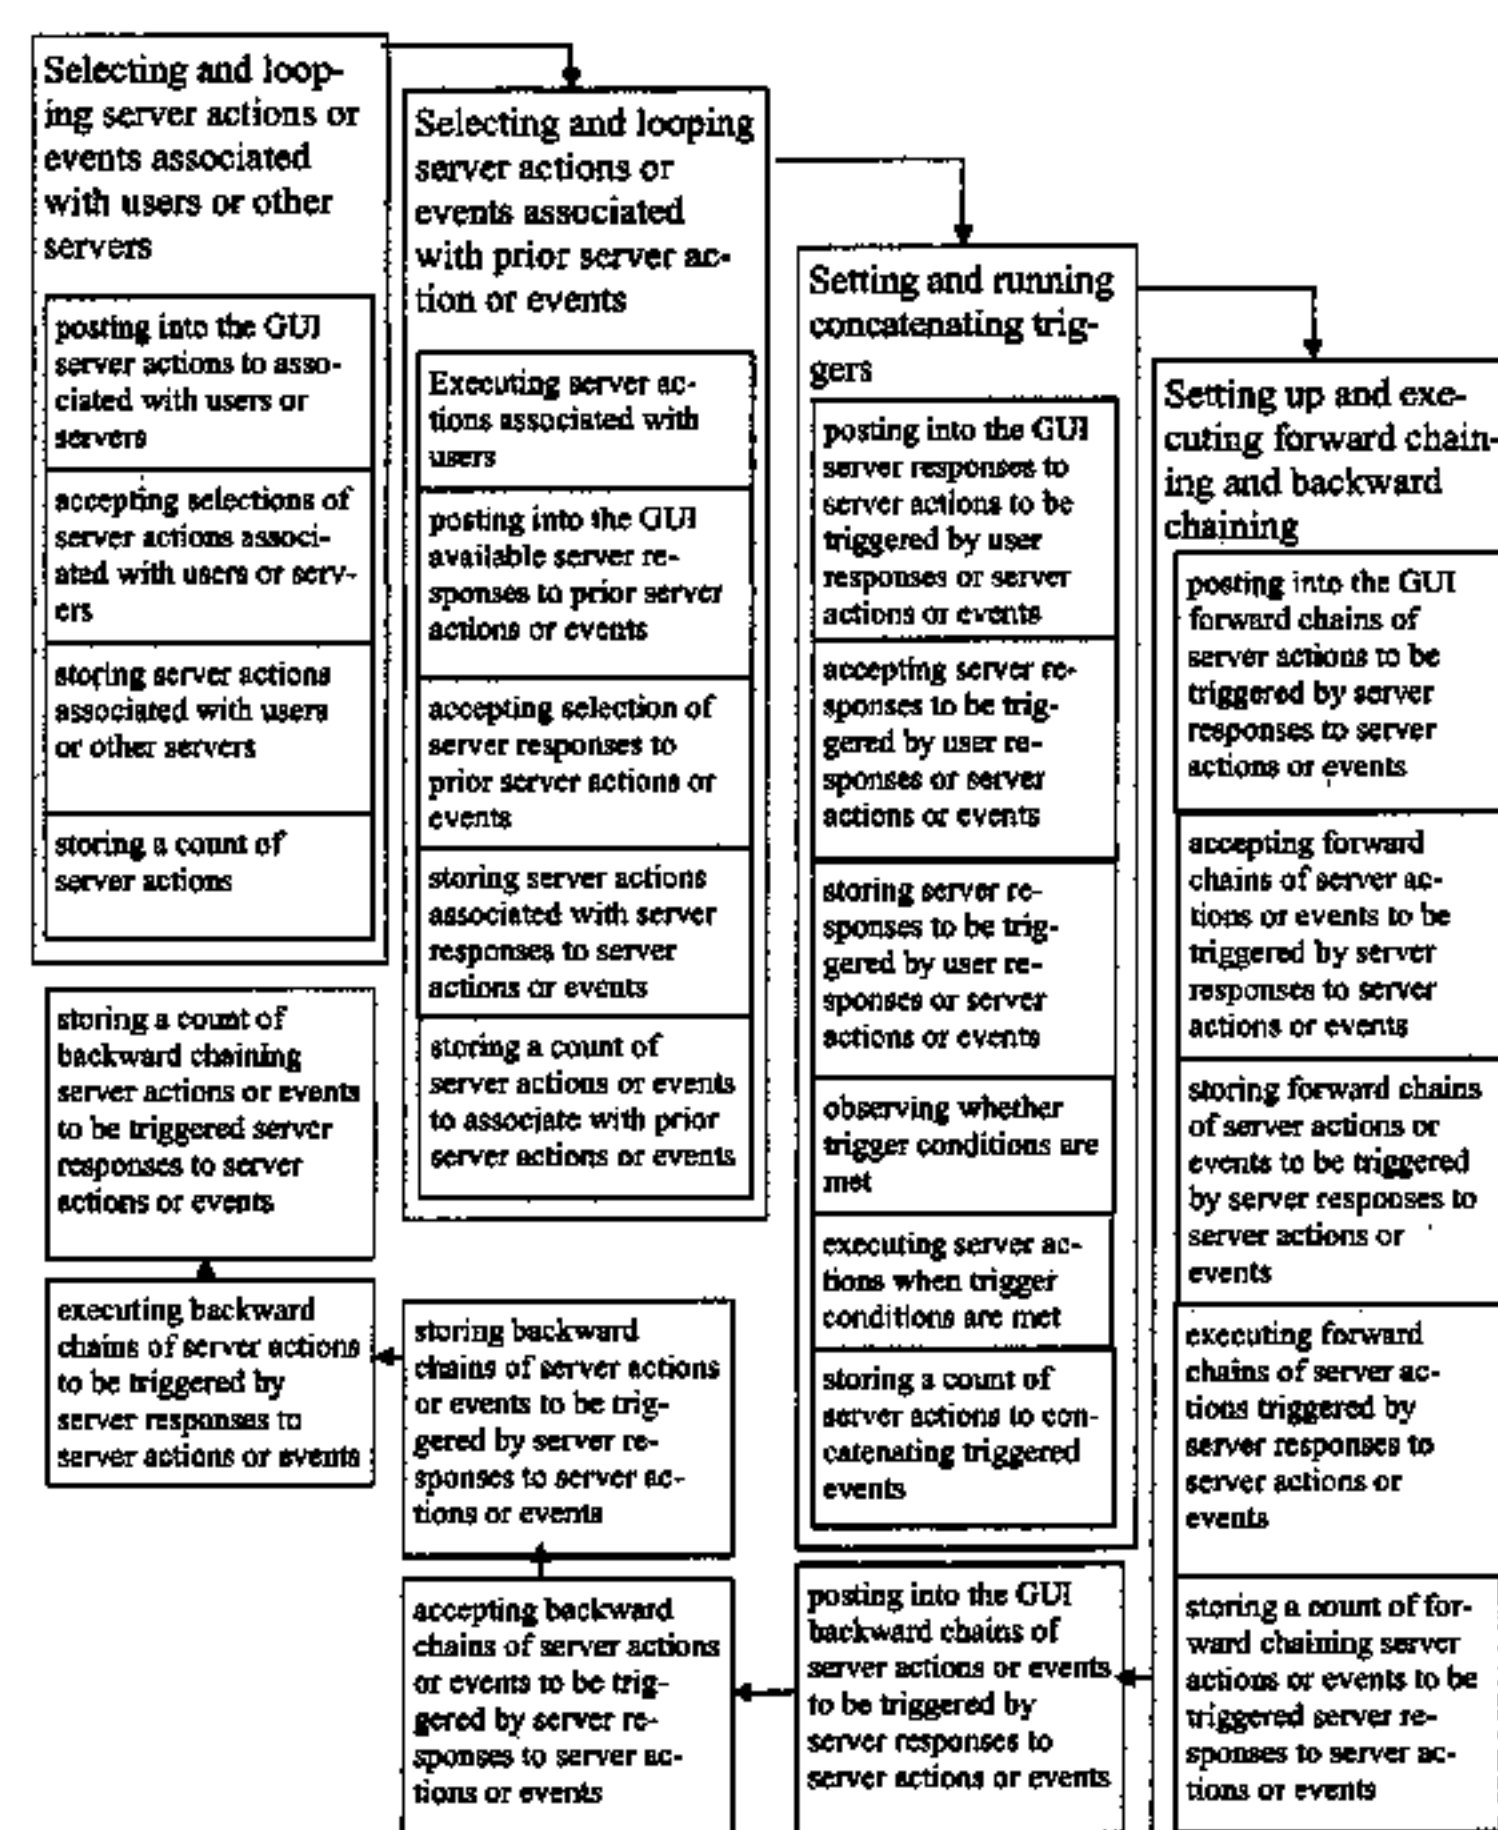 Selecting and loop-
ing server actions or
events associated
with users or other
servers
posting into the GUI
server actions to asso-
ciated with users or
servers
accepting selections of
server actions associ-
ated with users or serv-
ers
storing server actions
associated with users
or other servers
storing a count of
server actions
Selecting and looping
server actions or
events associated
with prior server ac-
tion or events
Executing server ac-
tions associated with
users
posting into the GUI
available server re-
sponses to prior server
actions or events
accepting selection of
server responses to
prior server actions or
events
storing server actions
associated with server
responses to server
actions or events
storing a count of
server actions or events
to associate with prior
server actions or events
Setting and running
concatenating trig-
gers
posting into the GUI
server responses to
server actions to be
triggered by user
responses or server
actions or events
accepting server re-
sponses to be trig-
gered by user re-
sponses or server
actions or events
storing server re-
sponses to be trig-
gered by user re-
sponses or server
actions or events
observing whether
trigger conditions are
met
executing server ac-
tions when trigger
conditions are met
storing a count of
server actions to con-
catenating triggered
events
Setting up and exe-
cuting forward chain-
ing and backward
chaining
posting into the GUI
forward chains of
server actions to be
triggered by server
responses to server
actions or events
accepting forward
chains of server ac-
tions or events to be
triggered by server
responses to server
actions or events
storing forward chains
of server actions or
events to be triggered
by server responses to
server actions or
events
executing forward
chains of server ac-
tions triggered by
server responses to
server actions or
events
storing a count of for-
ward chaining server
actions or events to be
triggered server re-
sponses to server ac-
tions or events
posting into the GUI
backward chains of
server actions or events
to be triggered by
server responses to
server actions or events
accepting backward
chains of server actions
or events to be trig-
gered by server re-
sponses to server ac-
tions or events
storing backward
chains of server actions
or events to be trig-
gered by server re-
sponses to server ac-
tions or events
executing backward
chains of server actions
to be triggered by
server responses to
server actions or events
storing a count of
backward chaining
server actions or events
to be triggered server
responses to server
actions or events